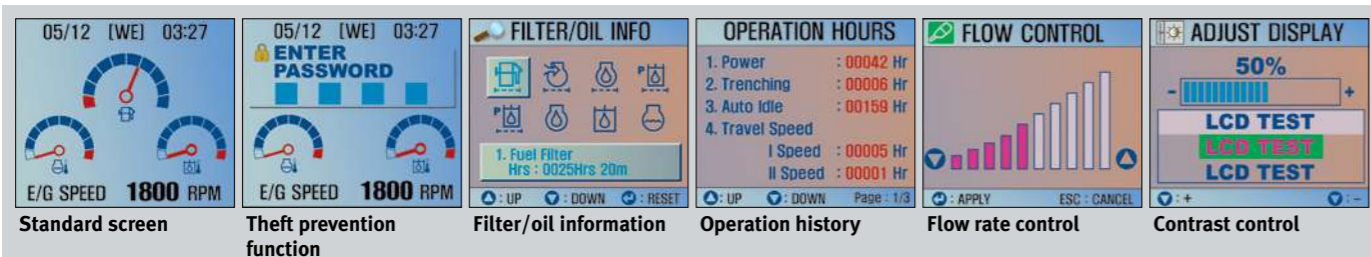 05/12 [WE] 03:27
E/G SPEED 1800 RPM
Standard screen
05/12 [WE] 03:27
ENTER
PASSWORD
E/G SPEED 1800 RPM
Theft prevention
function
FILTER/OIL INFO
P
P
1. Fuel Filter
Hrs : 0025Hrs 20m
: UP : DOWN : RESET
Filter/oil information
OPERATION HOURS
1. Power : 00042 Hr
2. Trenching : 00006 Hr
3. Auto Idle : 00159 Hr
4. Travel Speed
I Speed : 00005 Hr
II Speed : 00001 Hr
: UP : DOWN Page : 1/3
Operation history
FLOW CONTROL
: APPLY ESC : CANCEL
Flow rate control
ADJUST DISPLAY
50%
- +
LCD TEST
LCD TEST
LCD TEST
: + : -
Contrast control